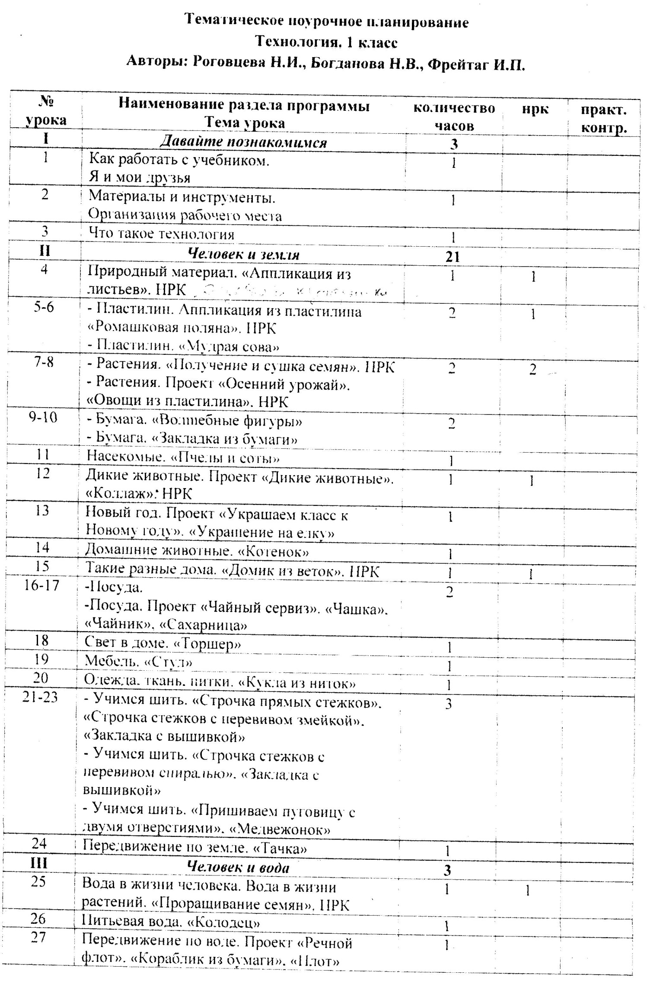 Тематическое поурочное планирование
Технология. 1 класс
Авторы: Роговцева Н.И., Богданова Н.В., Фрейтаг И.П.
№ урока Наименование раздела программы Тема урока количество часов нрк практ. контр.
I Давайте познакомимся 3
1 Как работать с учебником. 1
Я и мои друзья
2 Материалы и инструменты. 1
Организация рабочего места
3 Что такое технология 1
II Человек и земля 21
4 Природный материал. «Аппликация из 1 1
листьев». НРК
5-6 - Пластилин. Аппликация из пластилина 2 1
«Ромашковая поляна». НРК
- Пластилин. «Мудрая сова»
7-8 - Растения. «Получение и сушка семян». НРК 2 2
- Растения. Проект «Осенний урожай».
«Овощи из пластилина». НРК
9-10 - Бумага. «Волшебные фигуры» 2
- Бумага. «Закладка из бумаги»
11 Насекомые. «Пчелы и соты» 1
12 Дикие животные. Проект «Дикие животные». 1 1
«Коллаж». НРК
13 Новый год. Проект «Украшаем класс к 1
Новому году». «Украшение на елку»
14 Домашние животные. «Котенок» 1
15 Такие разные дома. «Домик из веток». НРК 1 1
16-17 -Посуда. 2
-Посуда. Проект «Чайный сервиз». «Чашка».
«Чайник». «Сахарница»
18 Свет в доме. «Торшер» 1
19 Мебель. «Стул» 1
20 Одежда. ткань. нитки. «Кукла из ниток» 1
21-23 - Учимся шить. «Строчка прямых стежков». 3
«Строчка стежков с перевивом змейкой».
«Закладка с вышивкой»
- Учимся шить. «Строчка стежков с
перевивом спиралью». «Закладка с
вышивкой»
- Учимся шить. «Пришиваем пуговицу с
двумя отверстиями». «Медвежонок»
24 Передвижение по земле. «Тачка» 1
III Человек и вода 3
25 Вода в жизни человека. Вода в жизни 1 1
растений. «Проращивание семян». НРК
26 Питьевая вода. «Колодец» 1
27 Передвижение по воде. Проект «Речной 1
флот». «Кораблик из бумаги». «Плот»